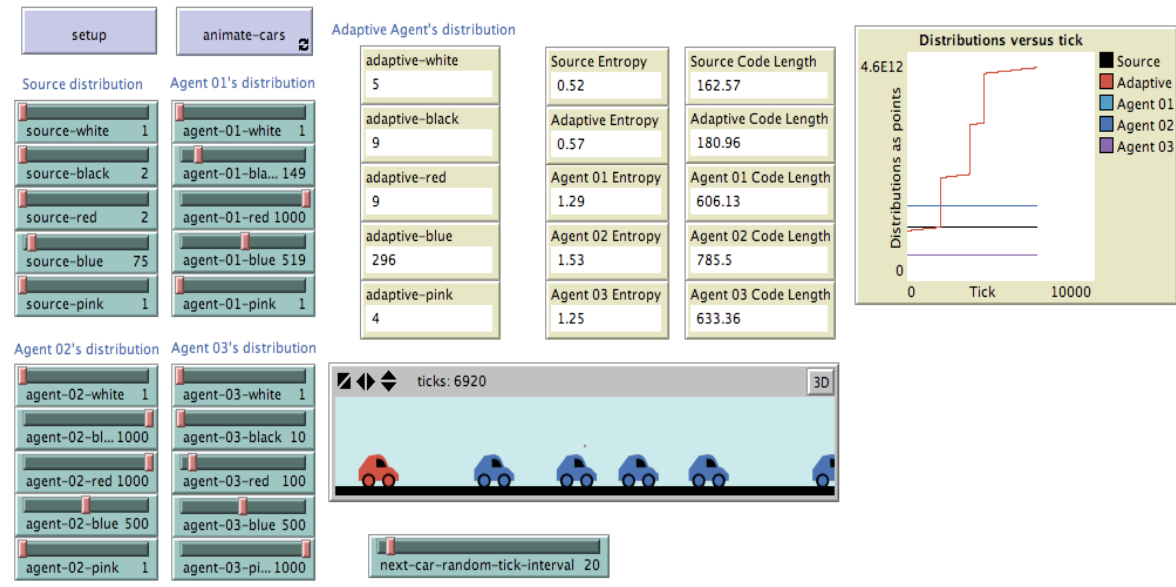 setup
animate-cars
Source distribution
source-white 1
source-black 2
source-red 2
source-blue 75
source-pink 1
Agent 01's distribution
agent-01-white 1
agent-01-bla... 149
agent-01-red 1000
agent-01-blue 519
agent-01-pink 1
Adaptive Agent's distribution
adaptive-white
5
adaptive-black
9
adaptive-red
9
adaptive-blue
296
adaptive-pink
4
Source Entropy
0.52
Adaptive Entropy
0.57
Agent 01 Entropy
1.29
Agent 02 Entropy
1.53
Agent 03 Entropy
1.25
Source Code Length
162.57
Adaptive Code Length
180.96
Agent 01 Code Length
606.13
Agent 02 Code Length
785.5
Agent 03 Code Length
633.36
Distributions versus tick
4.6E12
Distributions as points
0
0
Tick
10000
Source
Adaptive
Agent 01
Agent 02
Agent 03
Agent 02's distribution
agent-02-white 1
agent-02-bl... 1000
agent-02-red 1000
agent-02-blue 500
agent-02-pink 1
Agent 03's distribution
agent-03-white 1
agent-03-black 10
agent-03-red 100
agent-03-blue 500
agent-03-pi... 1000
ticks: 6920
3D
next-car-random-tick-interval 20